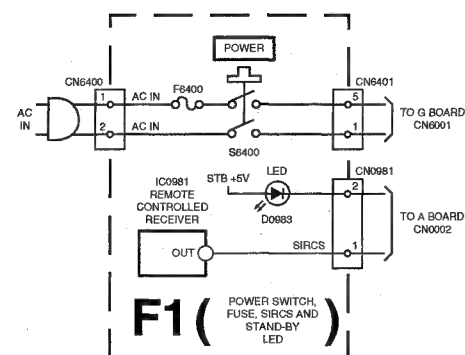 POWER
CN6400
F6400
CN6401
1
AC IN
5
AC
IN
TO G BOARD
CN6001
2
AC IN
1
S6400
IC0981
REMOTE
CONTROLLED
RECEIVER
STB +5V
LED
CN0981
2
D0983
TO A BOARD
CN0002
OUT
SIRCS
1
F1 (
POWER SWITCH,
FUSE, SIRCS AND
STAND-BY
LED
)